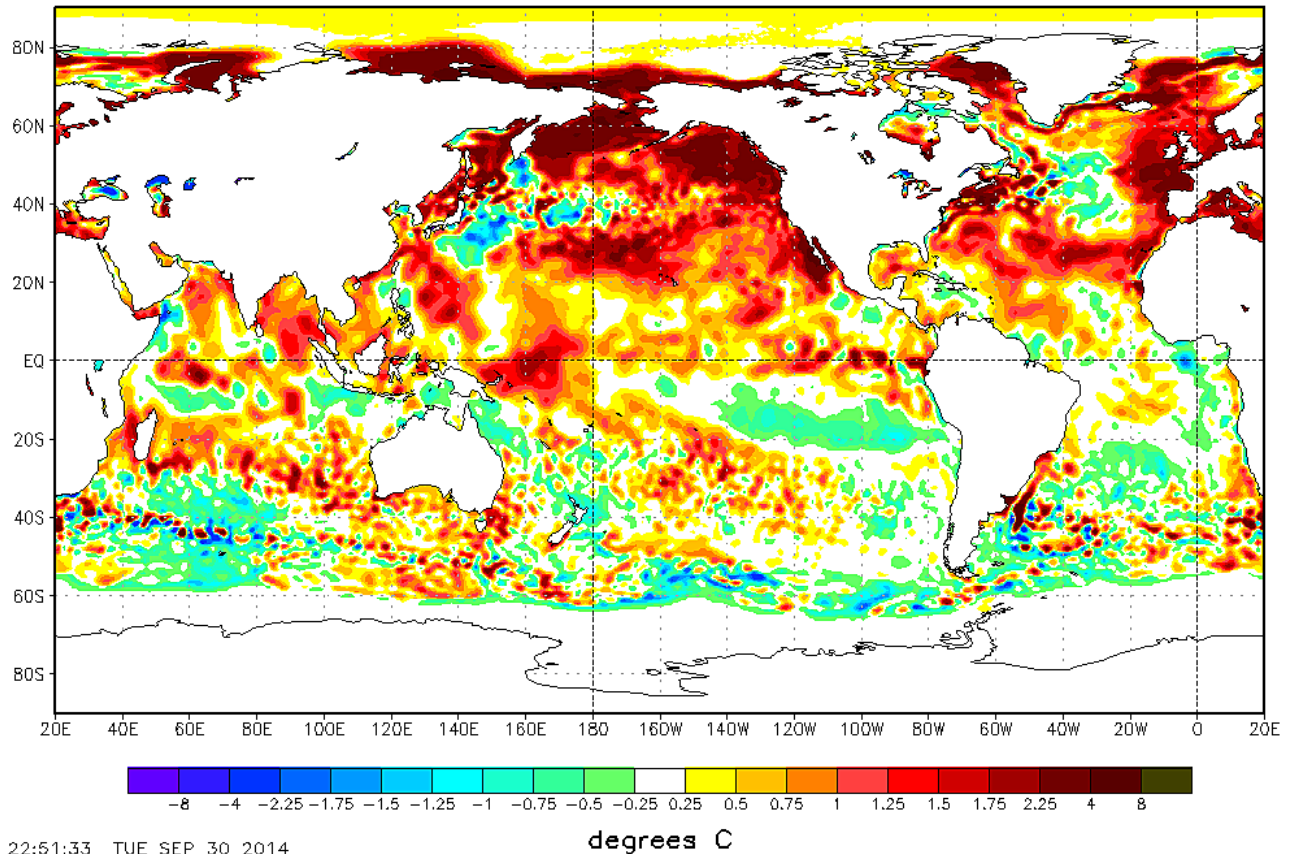 80N
60N
40N
20N
EQ
20S
40S
60S
80S
20E 40E 60E 80E 100E 120E 140E 160E 180 160W 140W 120W 100W 80W 60W 40W 20W 0 20E
-8 -4 -2.25 -1.75 -1.5 -1.25 -1 -0.75 -0.5 -0.25 0.25 0.5 0.75 1 1.25 1.5 1.75 2.25 4 8
degrees C
22:51:33 TUE SEP 30 2014